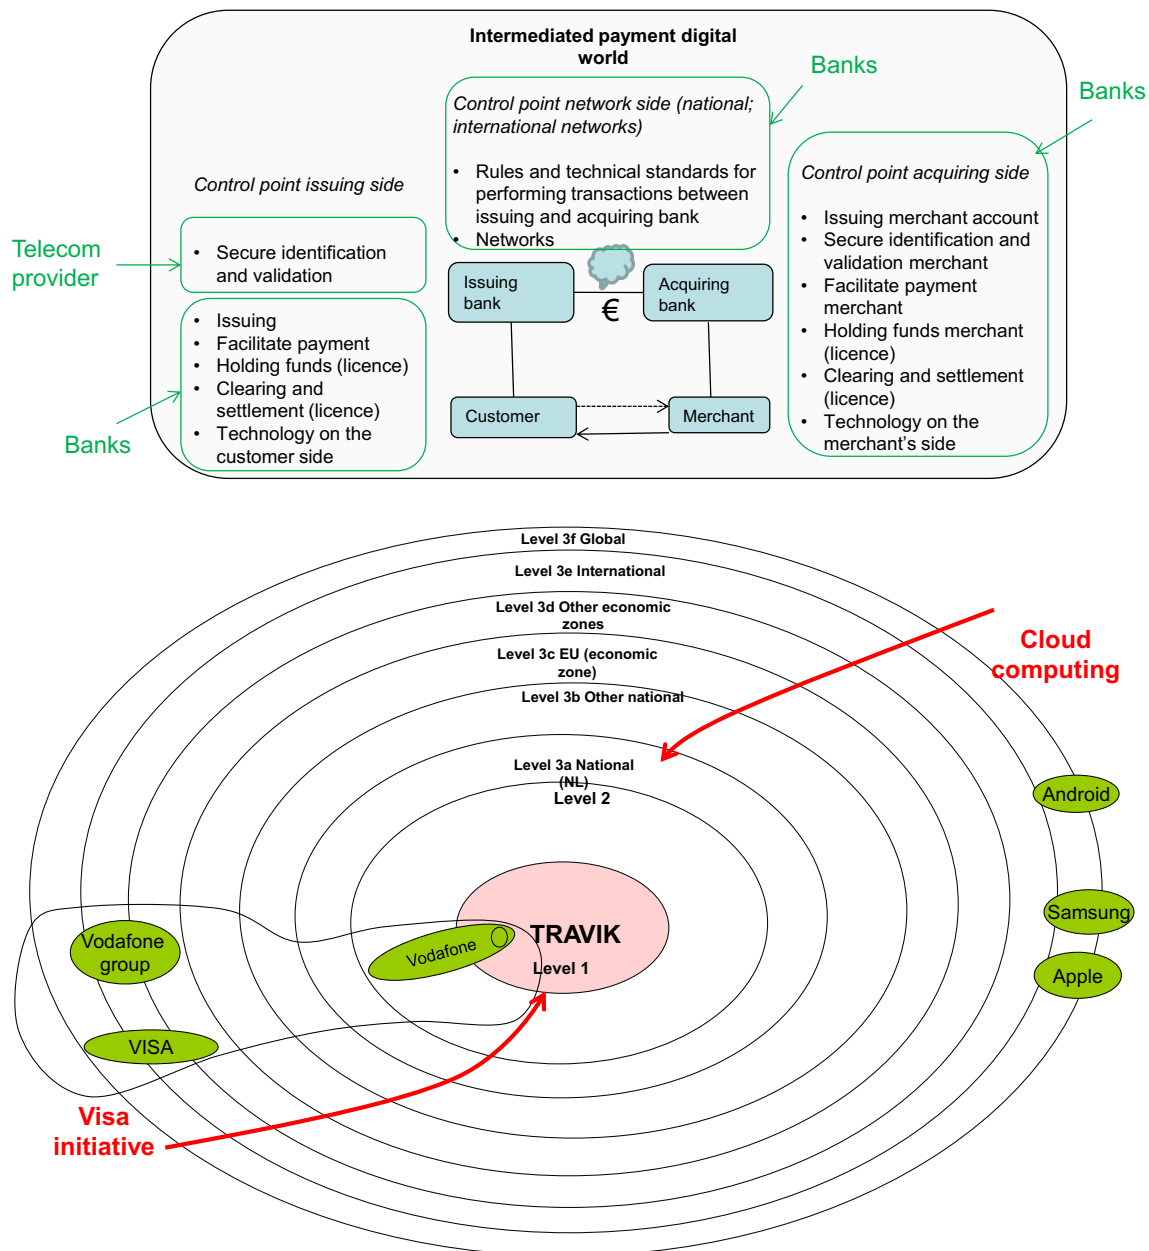 Intermediated payment digital
world
Banks
Banks
Control point network side (national;
international networks)
• Rules and technical standards for
performing transactions between
issuing and acquiring bank
• Networks
Control point issuing side
Telecom
provider
• Secure identification
and validation
• Issuing
• Facilitate payment
• Holding funds (licence)
• Clearing and
settlement (licence)
• Technology on the
customer side
Banks
Issuing
bank
€
Acquiring
bank
Customer
Merchant
Control point acquiring side
• Issuing merchant account
• Secure identification and
validation merchant
• Facilitate payment
merchant
• Holding funds merchant
(licence)
• Clearing and settlement
(licence)
• Technology on the
merchant's side
Level 3f Global
Level 3e International
Level 3d Other economic
zones
Level 3c EU (economic
zone)
Level 3b Other national
Level 3a National
(NL)
Level 2
Cloud
computing
Android
Samsung
Apple
Vodafone
group
Vodafone
TRAVIK
Level 1
VISA
Visa
initiative